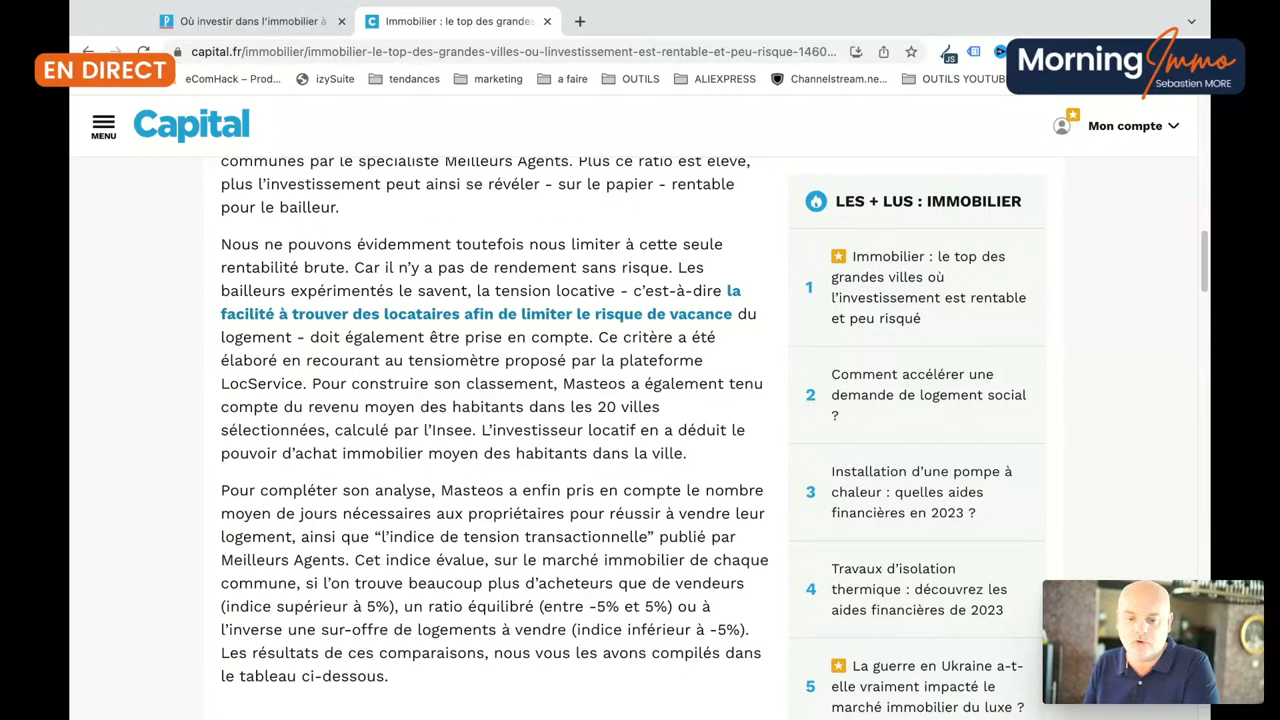 Où investir dans l'immobilier à
Immobilier : le top des grandes
EN DIRECT
capital.fr/immobilier/immobilier-le-top-des-grandes-villes-ou-linvestissement-est-rentable-et-peu-risque-1460...
JS
Morning Immo
Sebastien MORE
eComHack – Prod...
izySuite
tendances
marketing
a faire
OUTILS
ALIEXPRESS
Channelstream.ne...
OUTILS YOUTUB
MENU
Capital
Mon compte
communes par le spécialiste Meilleurs Agents. Plus ce ratio est élevé,
plus l'investissement peut ainsi se révéler - sur le papier - rentable
pour le bailleur.
Nous ne pouvons évidemment toutefois nous limiter à cette seule
rentabilité brute. Car il n'y a pas de rendement sans risque. Les
bailleurs expérimentés le savent, la tension locative - c'est-à-dire la
facilité à trouver des locataires afin de limiter le risque de vacance du
logement - doit également être prise en compte. Ce critère a été
élaboré en recourant au tensiomètre proposé par la plateforme
LocService. Pour construire son classement, Masteos a également tenu
compte du revenu moyen des habitants dans les 20 villes
sélectionnées, calculé par l'Insee. L'investisseur locatif en a déduit le
pouvoir d'achat immobilier moyen des habitants dans la ville.
Pour compléter son analyse, Masteos a enfin pris en compte le nombre
moyen de jours nécessaires aux propriétaires pour réussir à vendre leur
logement, ainsi que “l'indice de tension transactionnelle” publié par
Meilleurs Agents. Cet indice évalue, sur le marché immobilier de chaque
commune, si l'on trouve beaucoup plus d'acheteurs que de vendeurs
(indice supérieur à 5%), un ratio équilibré (entre -5% et 5%) ou à
l'inverse une sur-offre de logements à vendre (indice inférieur à -5%).
Les résultats de ces comparaisons, nous vous les avons compilés dans
le tableau ci-dessous.
LES + LUS : IMMOBILIER
1
Immobilier : le top des
grandes villes où
l'investissement est rentable
et peu risqué
2
Comment accélérer une
demande de logement social
?
3
Installation d'une pompe à
chaleur : quelles aides
financières en 2023 ?
4
Travaux d'isolation
thermique : découvrez les
aides financières de 2023
5
La guerre en Ukraine a-t-
elle vraiment impacté le
marché immobilier du luxe ?